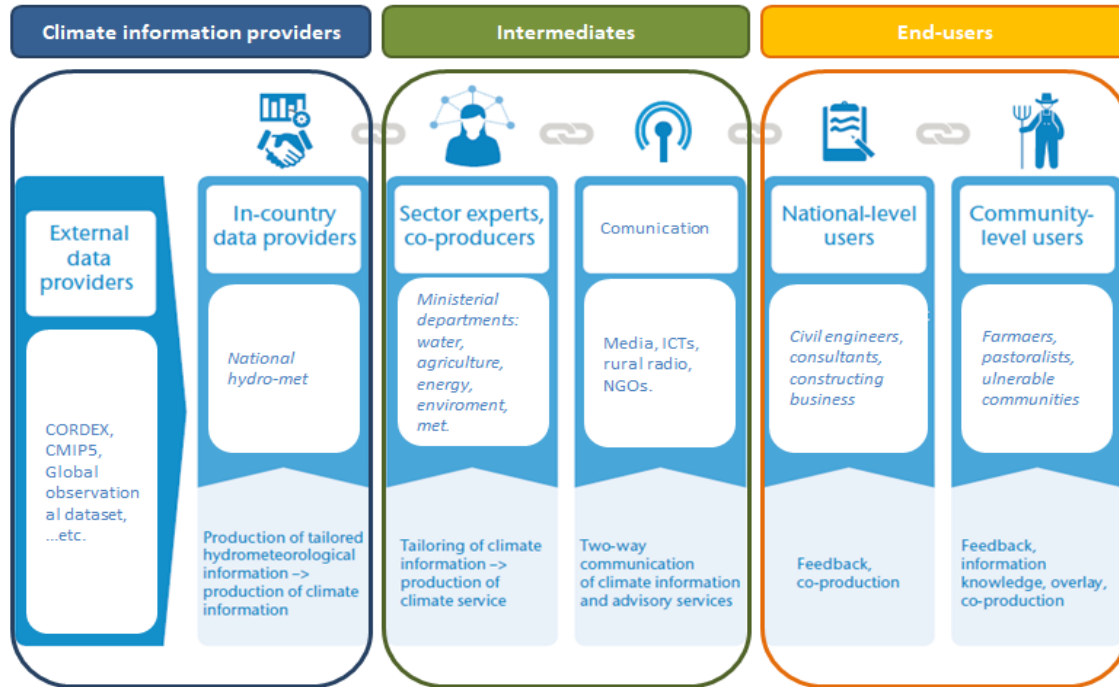 Climate information providers
Intermediates
End-users
External
data
providers
CORDEX,
CMIP5,
Global
observation
al dataset,
...etc.
In-country
data providers
National
hydro-met
Production of tailored
hydrometeorological
information –>
production of climate
information
Sector experts,
co-producers
Ministerial
departments:
water,
agriculture,
energy,
enviroment,
met.
Tailoring of climate
information –>
production of
climate service
Comunication
Media, ICTs,
rural radio,
NGOs.
Two-way
communication
of climate information
and advisory services
National-level
users
Civil engineers,
consultants,
constructing
business
Feedback,
co-production
Community-
level users
Farmaers,
pastoralists,
ulnerable
communities
Feedback,
information
knowledge, overlay,
co-production